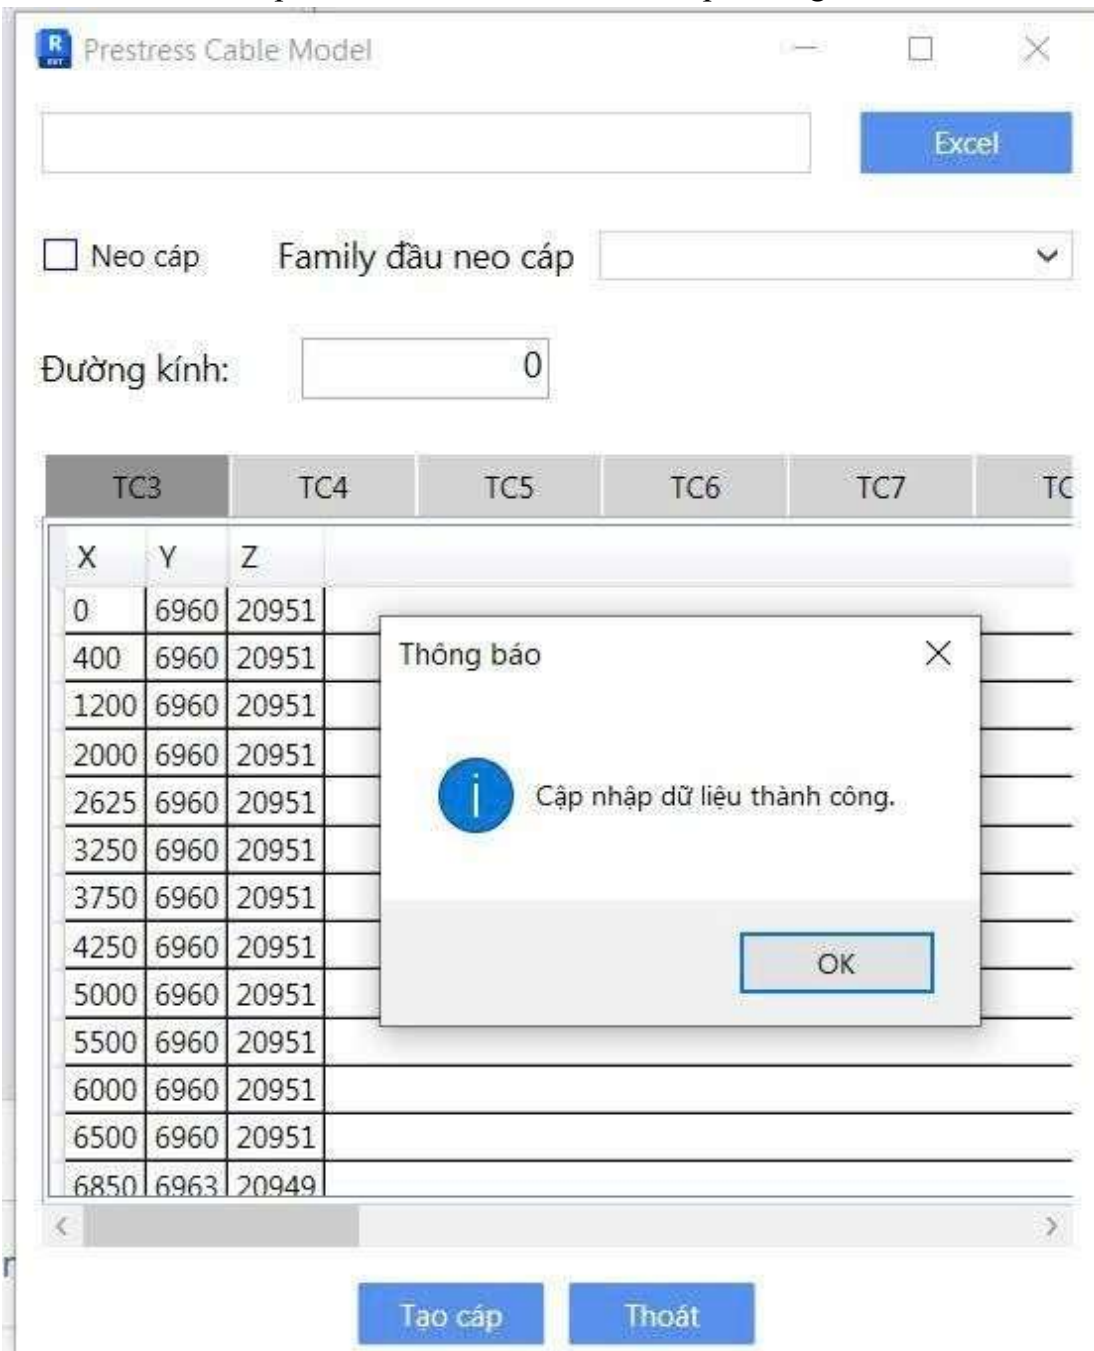 Prestress Cable Model
Excel
Neo cáp Family đầu neo cáp
Đường kính: 0
TC3 TC4 TC5 TC6 TC7 TC
X Y Z
0 6960 20951
400 6960 20951
1200 6960 20951
2000 6960 20951
2625 6960 20951
3250 6960 20951
3750 6960 20951
4250 6960 20951
5000 6960 20951
5500 6960 20951
6000 6960 20951
6500 6960 20951
6850 6963 20949
Thông báo
Cập nhập dữ liệu thành công.
OK
Tạo cáp Thoát